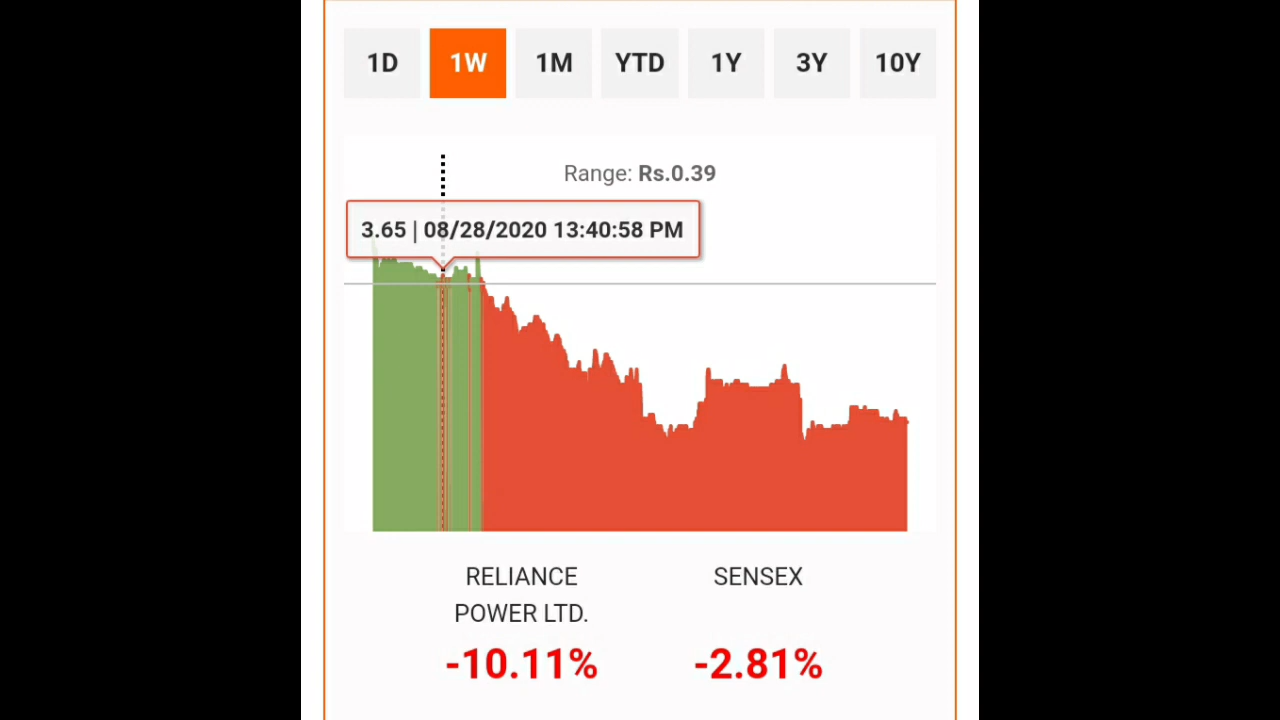 1D 1W 1M YTD 1Y 3Y 10Y
Range: Rs.0.39
3.65 | 08/28/2020 13:40:58 PM
RELIANCE
POWER LTD.
-10.11%
SENSEX
-2.81%